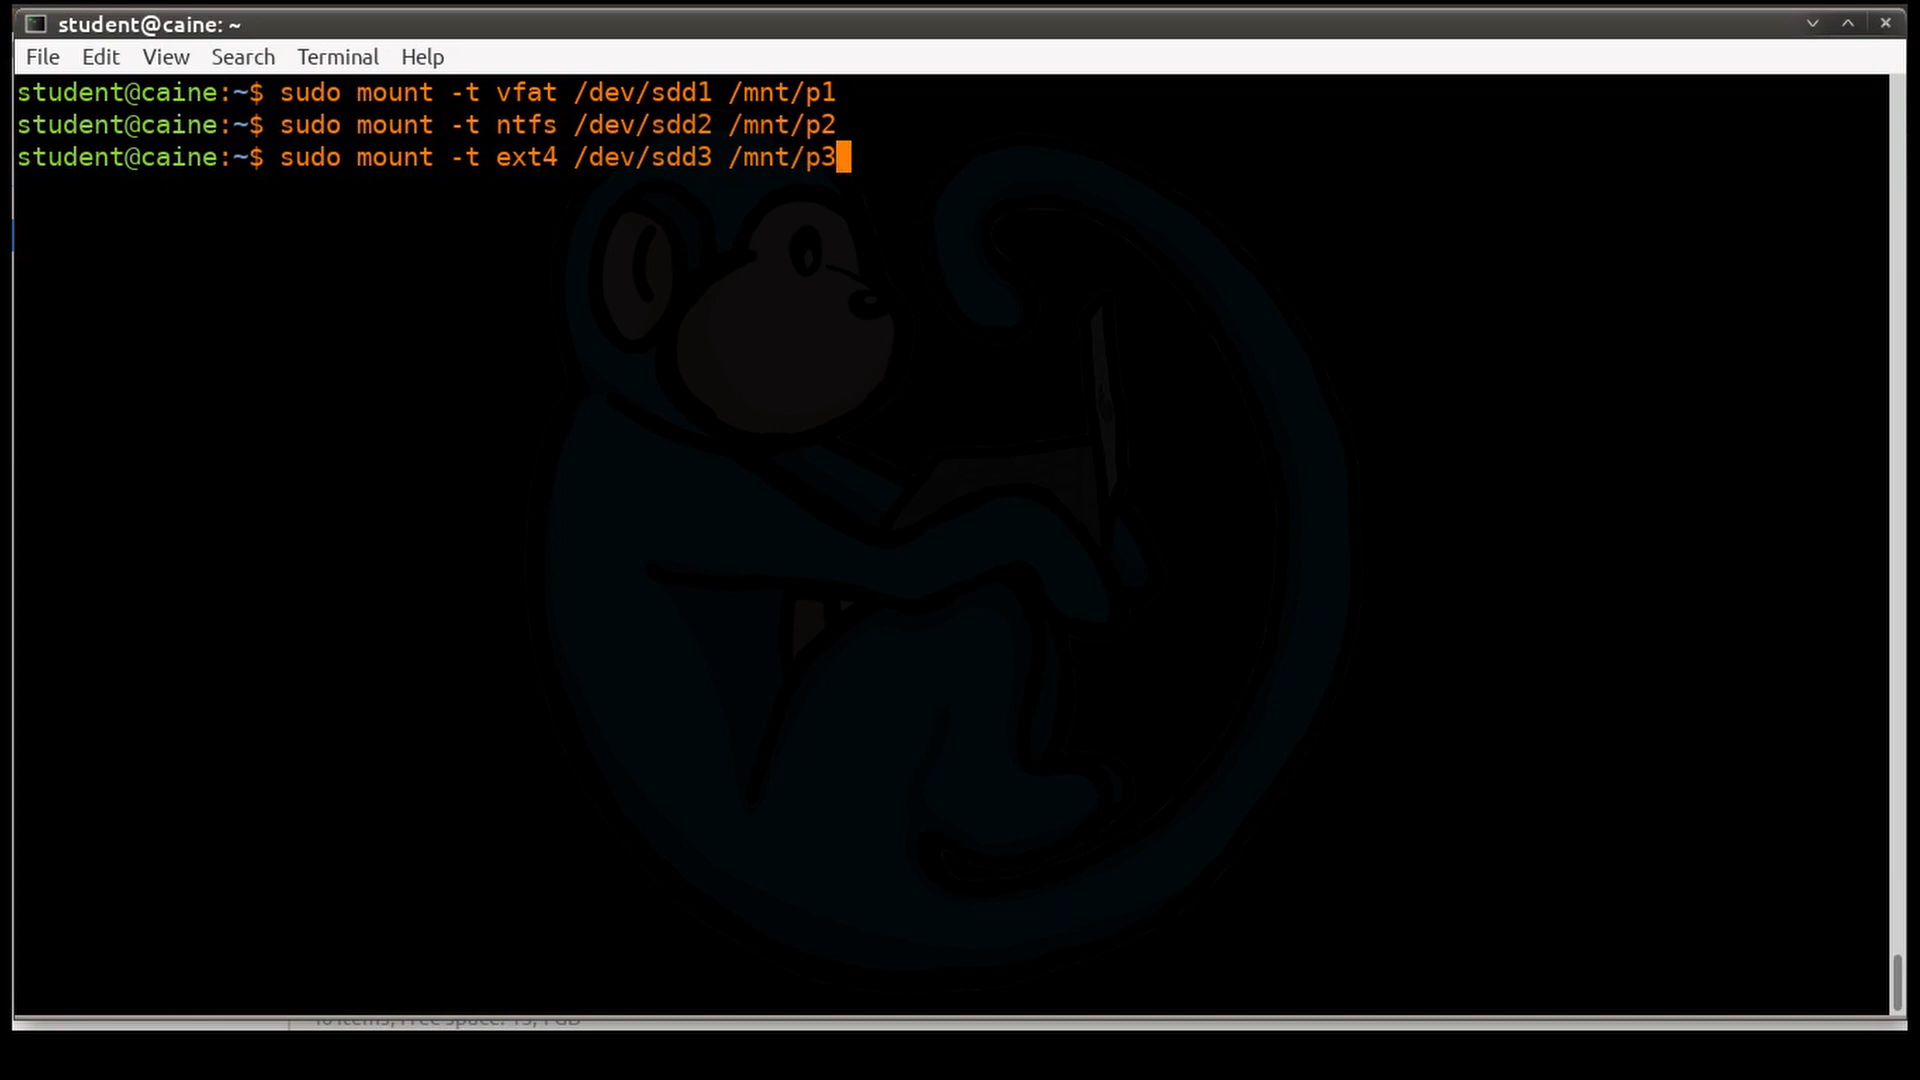 student@caine: ~
File Edit View Search Terminal Help
student@caine:~$ sudo mount -t vfat /dev/sdd1 /mnt/p1
student@caine:~$ sudo mount -t ntfs /dev/sdd2 /mnt/p2
student@caine:~$ sudo mount -t ext4 /dev/sdd3 /mnt/p3